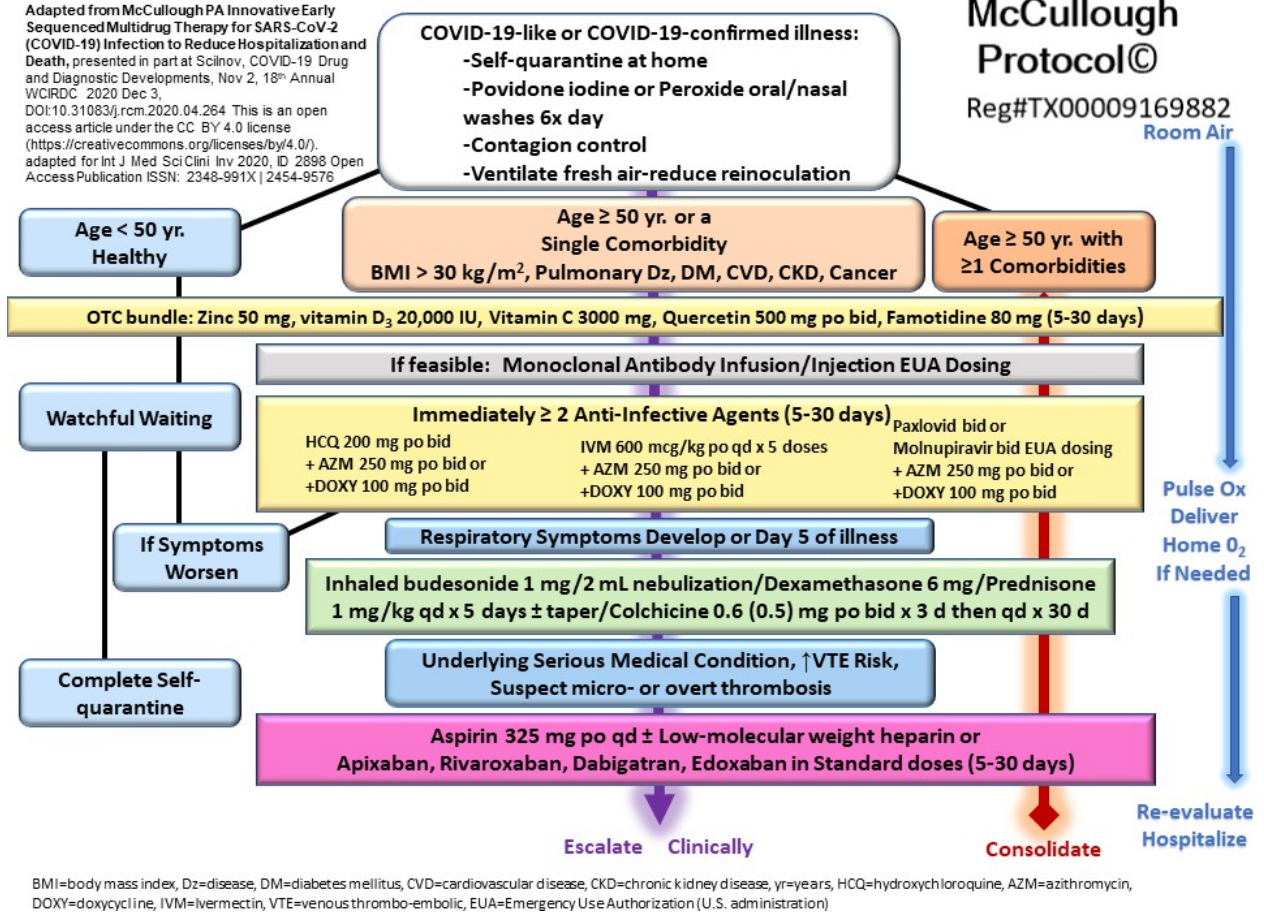 Adapted from McCullough PA Innovative Early
Sequenced Multidrug Therapy for SARS-CoV-2
(COVID-19) Infection to Reduce Hospitalization and
Death, presented in part at SciInov, COVID-19 Drug
and Diagnostic Developments, Nov 2, 18th Annual
WCIRDC 2020 Dec 3,
DOI:10.31083/j.rcm.2020.04.264 This is an open
access article under the CC BY 4.0 license
(https://creativecommons.org/licenses/by/4.0/).
adapted for Int J Med Sci Clini Inv 2020, ID 2898 Open
Access Publication ISSN: 2348-991X | 2454-9576
McCullough
Protocol©
Reg#TX00009169882
COVID-19-like or COVID-19-confirmed illness:
-Self-quarantine at home
-Povidone iodine or Peroxide oral/nasal
washes 6x day
-Contagion control
-Ventilate fresh air-reduce reinoculation
Room Air
Age < 50 yr.
Healthy
Age ≥ 50 yr. or a
Single Comorbidity
BMI > 30 kg/m², Pulmonary Dz, DM, CVD, CKD, Cancer
Age ≥ 50 yr. with
≥1 Comorbidities
OTC bundle: Zinc 50 mg, vitamin D₃ 20,000 IU, Vitamin C 3000 mg, Quercetin 500 mg po bid, Famotidine 80 mg (5-30 days)
If feasible: Monoclonal Antibody Infusion/Injection EUA Dosing
Watchful Waiting
Immediately ≥ 2 Anti-Infective Agents (5-30 days)
HCQ 200 mg po bid
+ AZM 250 mg po bid or
+DOXY 100 mg po bid
IVM 600 mcg/kg po qd x 5 doses
+ AZM 250 mg po bid or
+DOXY 100 mg po bid
Paxlovid bid or
Molnupiravir bid EUA dosing
+ AZM 250 mg po bid or
+DOXY 100 mg po bid
Pulse Ox
Deliver
Home 0₂
If Needed
If Symptoms
Worsen
Respiratory Symptoms Develop or Day 5 of illness
Inhaled budesonide 1 mg/2 mL nebulization/Dexamethasone 6 mg/Prednisone
1 mg/kg qd x 5 days ± taper/Colchicine 0.6 (0.5) mg po bid x 3 d then qd x 30 d
Underlying Serious Medical Condition, ↑VTE Risk,
Suspect micro- or overt thrombosis
Complete Self-
quarantine
Aspirin 325 mg po qd ± Low-molecular weight heparin or
Apixaban, Rivaroxaban, Dabigatran, Edoxaban in Standard doses (5-30 days)
Escalate Clinically
Consolidate
Re-evaluate
Hospitalize
BMI=body mass index, Dz=disease, DM=diabetes mellitus, CVD=cardiovascular disease, CKD=chronic kidney disease, yr=years, HCQ=hydroxychloroquine, AZM=azithromycin,
DOXY=doxycycline, IVM=Ivermectin, VTE=venous thrombo-embolic, EUA=Emergency Use Authorization (U.S. administration)